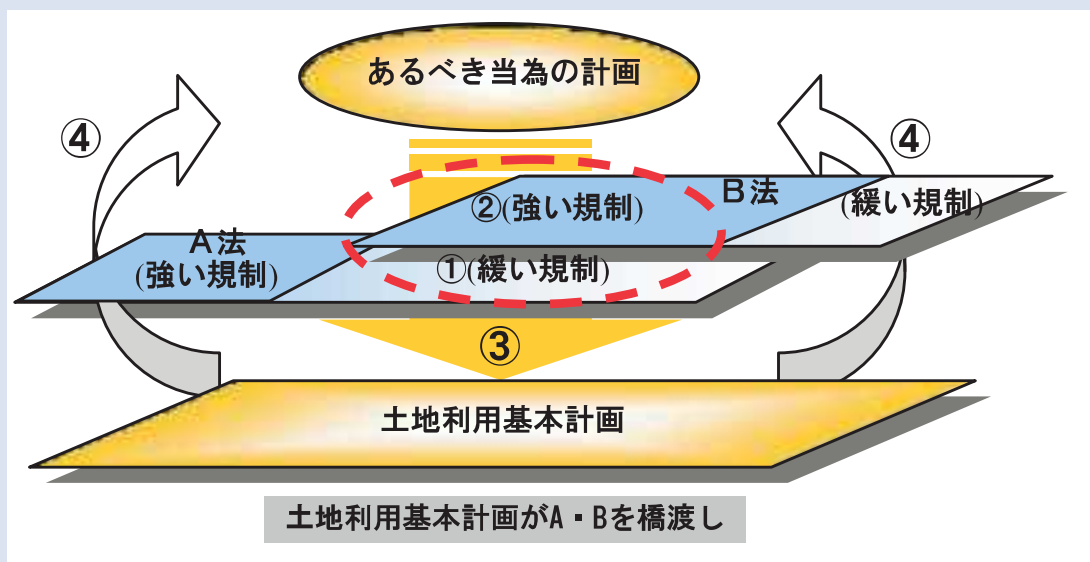 あるべき当為の計画
④
④
②(強い規制)
B法
(緩い規制)
A法
(強い規制)
①(緩い規制)
③
土地利用基本計画
土地利用基本計画がA・Bを橋渡し